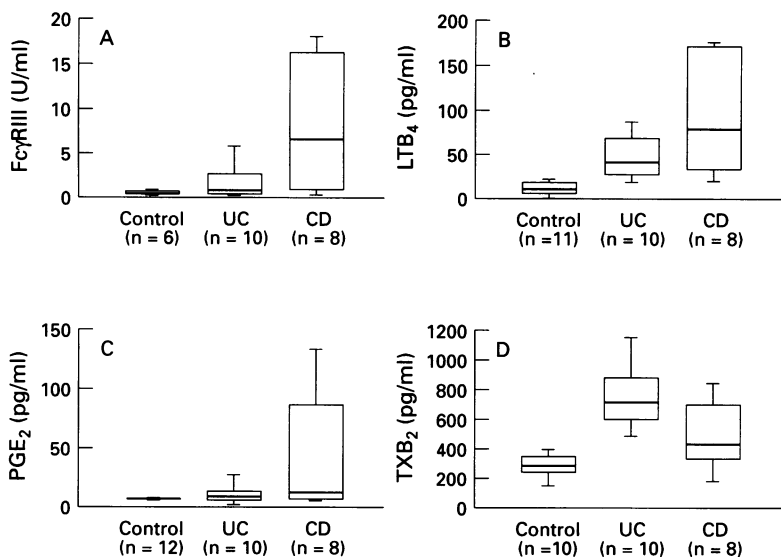 A
FcγRIII (U/ml)
20
15
10
5
0
Control UC CD
(n = 6) (n = 10) (n = 8)
B
LTB4 (pg/ml)
200
150
100
50
0
Control UC CD
(n =11) (n = 10) (n = 8)
C
PGE2 (pg/ml)
150
100
50
0
Control UC CD
(n = 12) (n = 10) (n = 8)
D
TXB2 (pg/ml)
1200
1000
800
600
400
200
0
Control UC CD
(n =10) (n = 10) (n = 8)